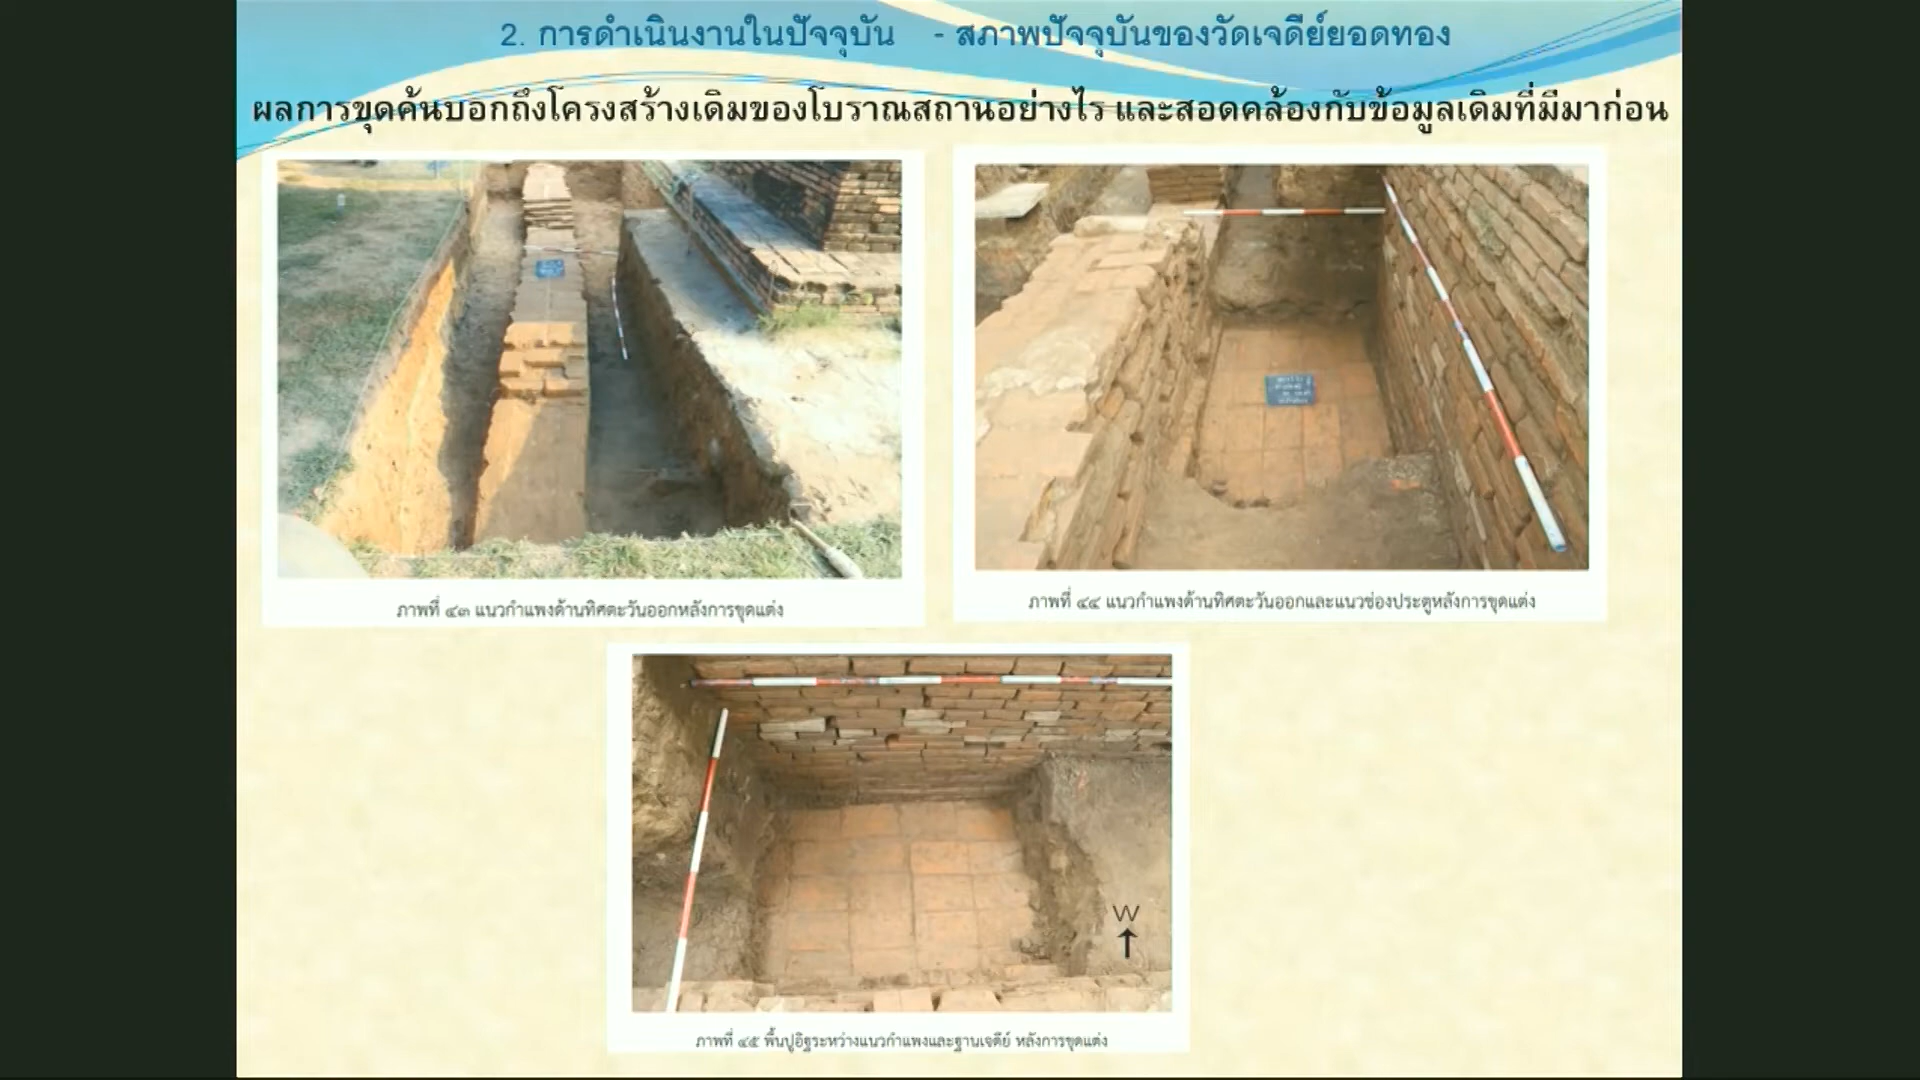 2. การดำเนินงานในปัจจุบัน - สภาพปัจจุบันของวัดเจดีย์ยอดทอง
ผลการขุดค้นบอกถึงโครงสร้างเดิมของโบราณสถานอย่างไร และสอดคล้องกับข้อมูลเดิมที่มีมาก่อน
ภาพที่ ๔๓ แนวกำแพงด้านทิศตะวันออกหลังการขุดแต่ง
ภาพที่ ๔๔ แนวกำแพงด้านทิศตะวันออกและแนวช่องประตูหลังการขุดแต่ง
W
ภาพที่ ๔๕ พื้นปูอิฐระหว่างแนวกำแพงและฐานเจดีย์ หลังการขุดแต่ง